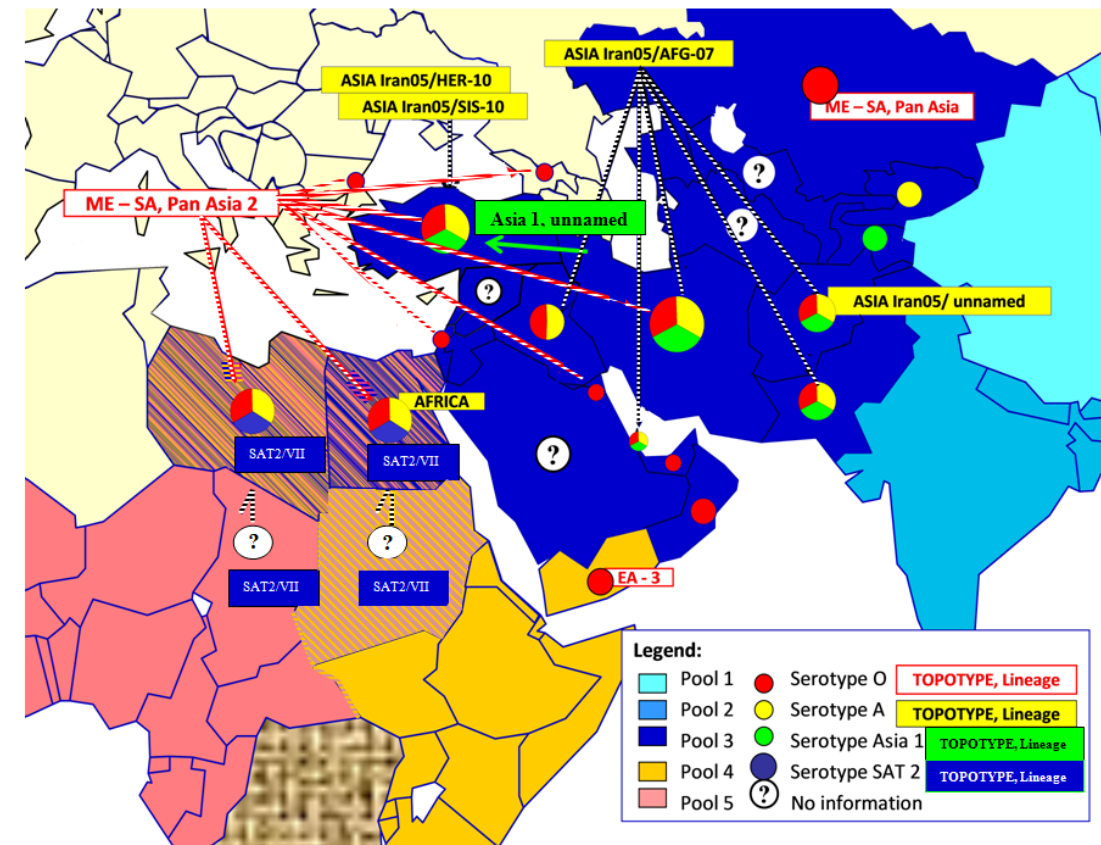 ASIA Iran05/AFG-07
ASIA Iran05/HER-10
ASIA Iran05/SIS-10
ME – SA, Pan Asia
ME – SA, Pan Asia 2
Asia 1, unnamed
?
?
?
ASIA Iran05/ unnamed
AFRICA
SAT2/VII
SAT2/VII
?
?
?
SAT2/VII
SAT2/VII
EA - 3
Legend:
Pool 1
Pool 2
Pool 3
Pool 4
Pool 5
Serotype O
Serotype A
Serotype Asia 1
Serotype SAT 2
? No information
TOPOTYPE, Lineage
TOPOTYPE, Lineage
TOPOTYPE, Lineage
TOPOTYPE, Lineage